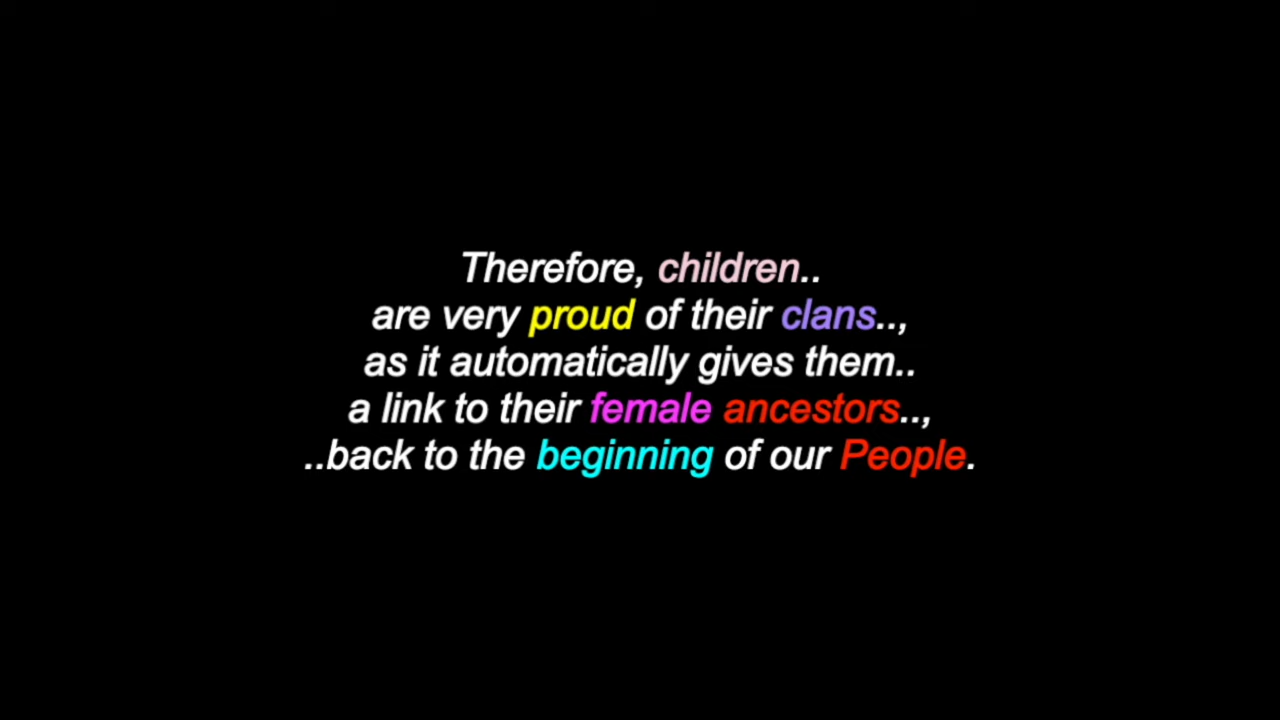 Therefore, children..
are very proud of their clans..,
as it automatically gives them..
a link to their female ancestors..,
..back to the beginning of our People.